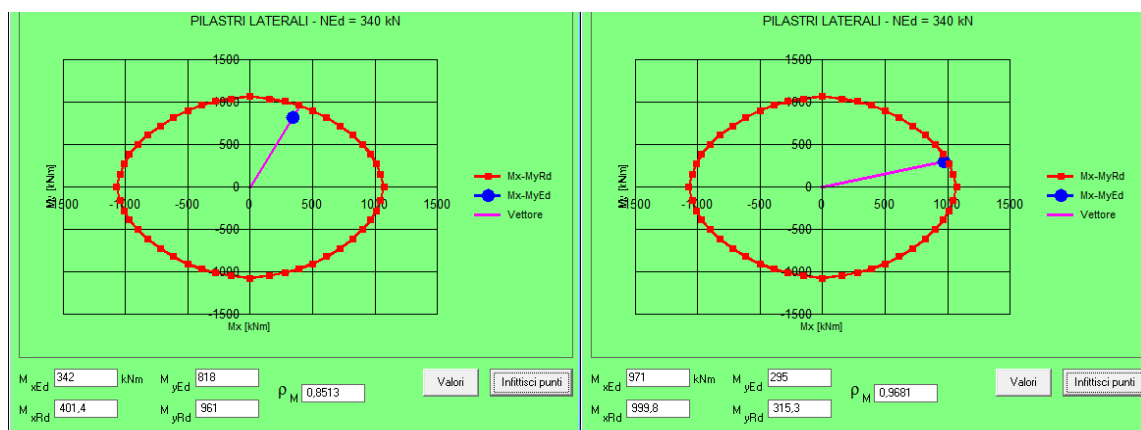 PILASTRI LATERALI - NEd = 340 kN
1500
1000
500
0
-1500
-1000
-500
0
500
1000
1500
-500
-1000
-1500
Mx [kNm]
Mx-MyRd
Mx-MyEd
Vettore
M xEd 342 kNm M yEd 818
M xRd 401,4 M yRd 961
ρ M 0,8513
Valori
Infittisci punti
PILASTRI LATERALI - NEd = 340 kN
1500
1000
500
0
-1500
-1000
-500
0
500
1000
1500
-500
-1000
-1500
Mx [kNm]
Mx-MyRd
Mx-MyEd
Vettore
M xEd 971 kNm M yEd 295
M xRd 999,8 M yRd 315,3
ρ M 0,9681
Valori
Infittisci punti